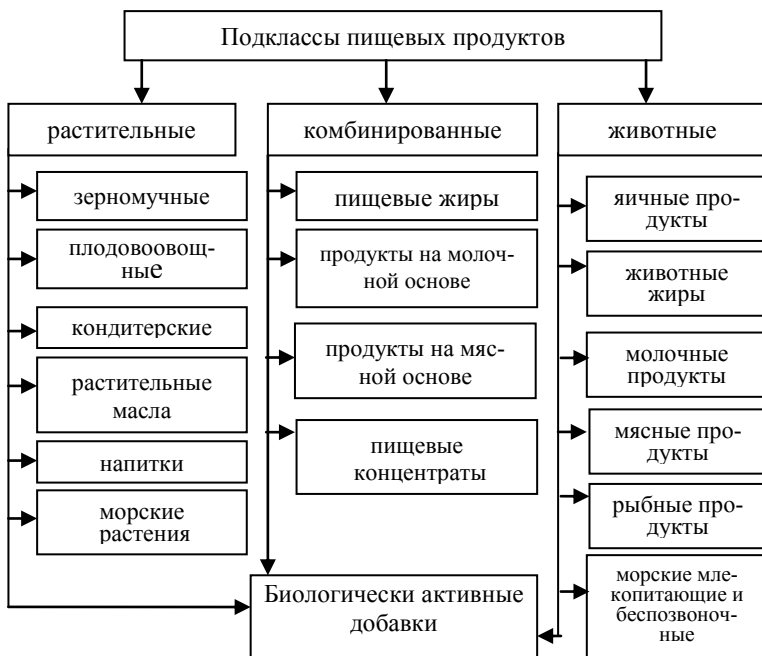 Подклассы пищевых продуктов
растительные
комбинированные
животные
зерномучные
плодовоовощ-
ные
кондитерские
растительные
масла
напитки
морские
растения
пищевые жиры
продукты на молоч-
ной основе
продукты на мяс-
ной основе
пищевые
концентраты
яичные про-
дукты
животные
жиры
молочные
продукты
мясные про-
дукты
рыбные про-
дукты
морские мле-
копитающие и
беспозвоноч-
ные
Биологически активные
добавки